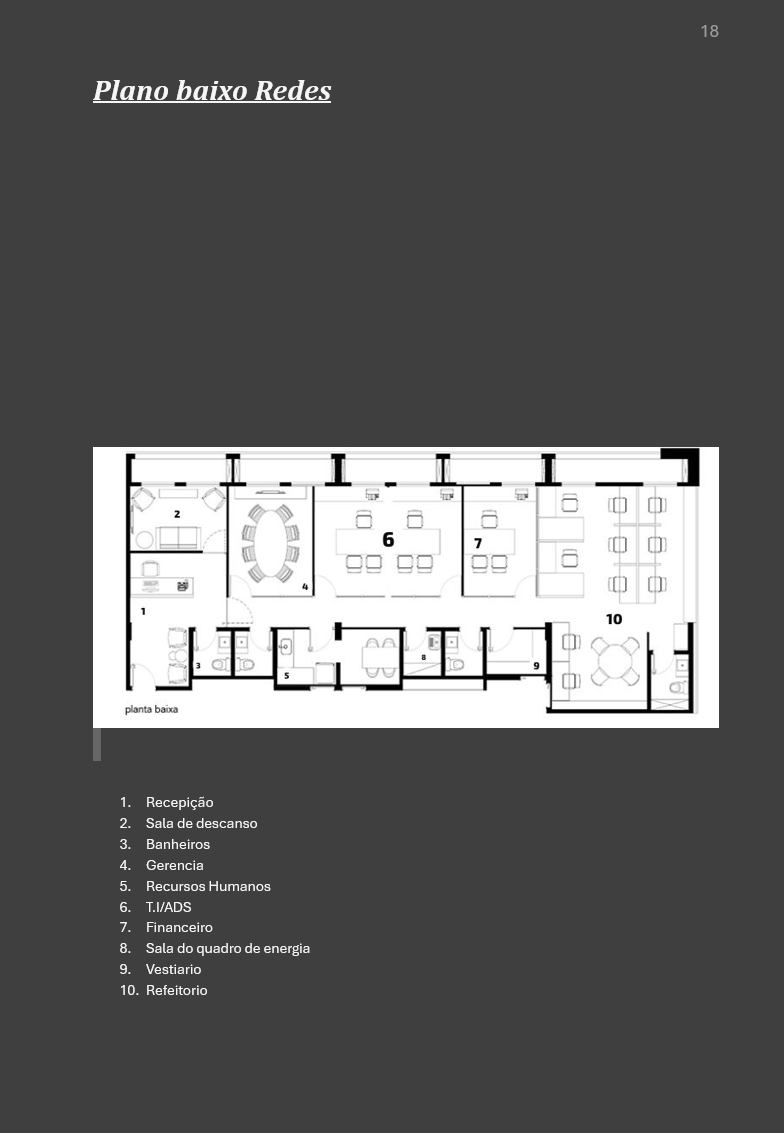 18
Plano baixo Redes
2
6
7
4
1
10
3
5
8
9
planta baixa
1. Recepição
2. Sala de descanso
3. Banheiros
4. Gerencia
5. Recursos Humanos
6. T.I/ADS
7. Financeiro
8. Sala do quadro de energia
9. Vestiario
10. Refeitorio